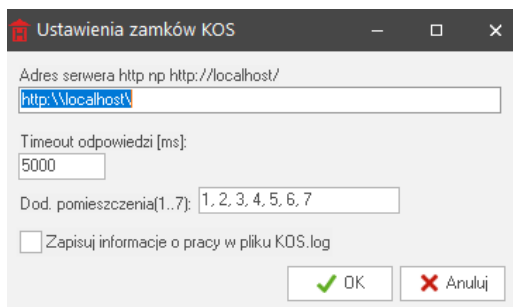 Ustawienia zamków KOS
Adres serwera http np http://localhost/
http:\\localhost\
Timeout odpowiedzi [ms]:
5000
Dod. pomieszczenia(1..7): 1, 2, 3, 4, 5, 6, 7
Zapisuj informacje o pracy w pliku KOS.log
OK Anuluj